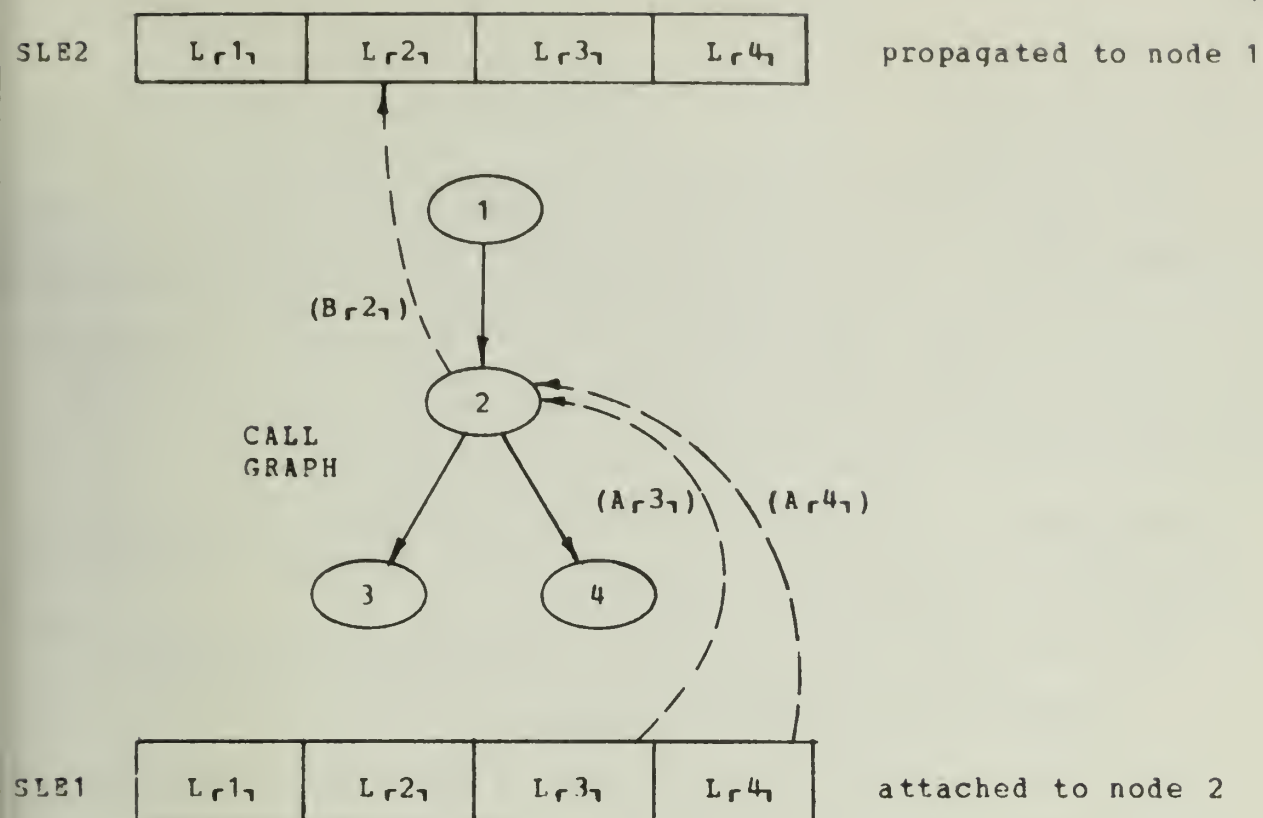 SLE2 L┌1┐ L┌2┐ L┌3┐ L┌4┐ propagated to node 1
1
(B┌2┐)
2
CALL
GRAPH
(A┌3┐) (A┌4┐)
3 4
SLE1 L┌1┐ L┌2┐ L┌3┐ L┌4┐ attached to node 2